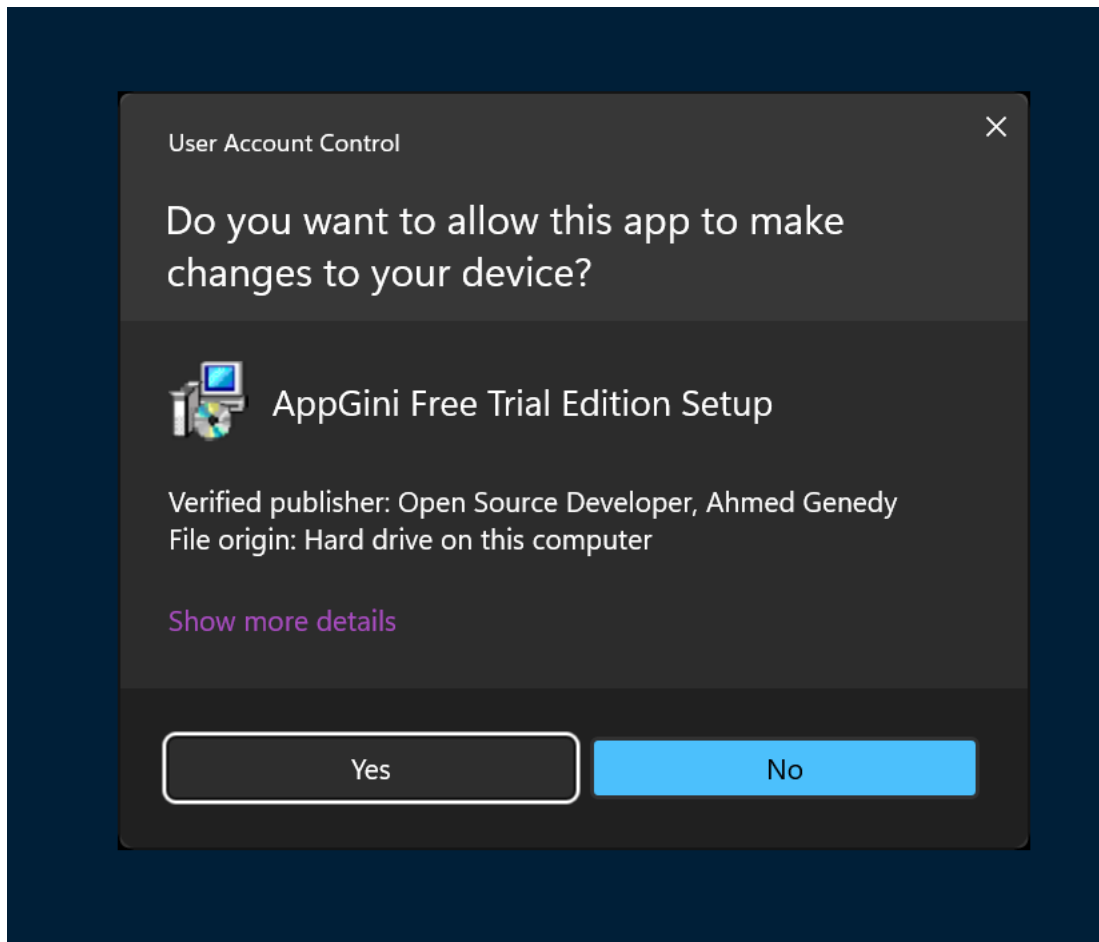 User Account Control
Do you want to allow this app to make
changes to your device?
AppGini Free Trial Edition Setup
Verified publisher: Open Source Developer, Ahmed Genedy
File origin: Hard drive on this computer
Show more details
Yes
No